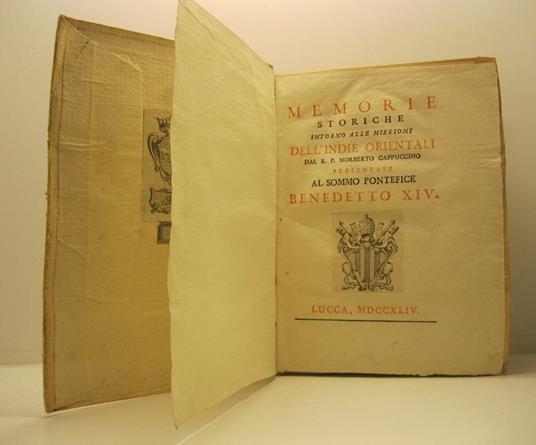 MEMORIE
STORICHE
INTORNO ALLE MISSIONI
DELL'INDIE ORIENTALI
DAL R. P. NORBERTO CAPPUCCINO
PRESENTATE
AL SOMMO PONTEFICE
BENEDETTO XIV.
LUCCA, MDCCXLIV.